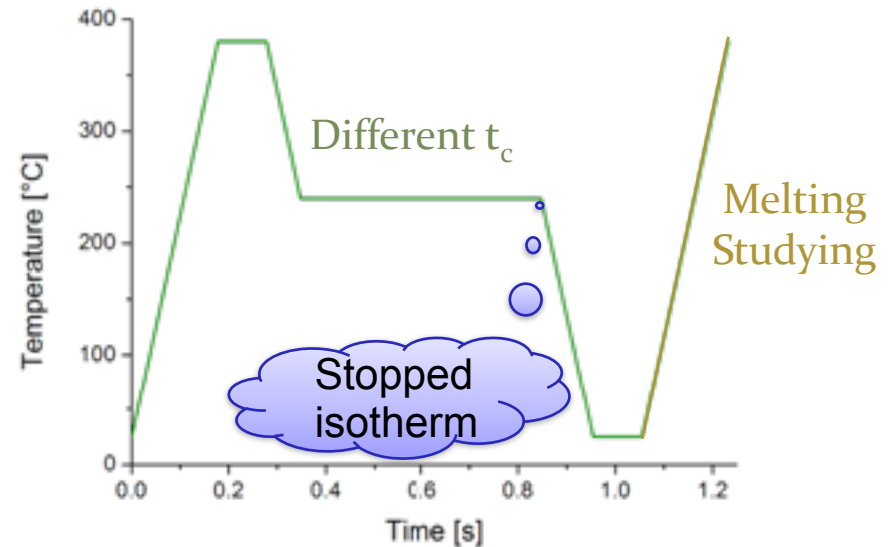 400
300
200
100
0
Temperature [°C]
Different t_c
Melting
Studying
Stopped
isotherm
0.0 0.2 0.4 0.6 0.8 1.0 1.2
Time [s]